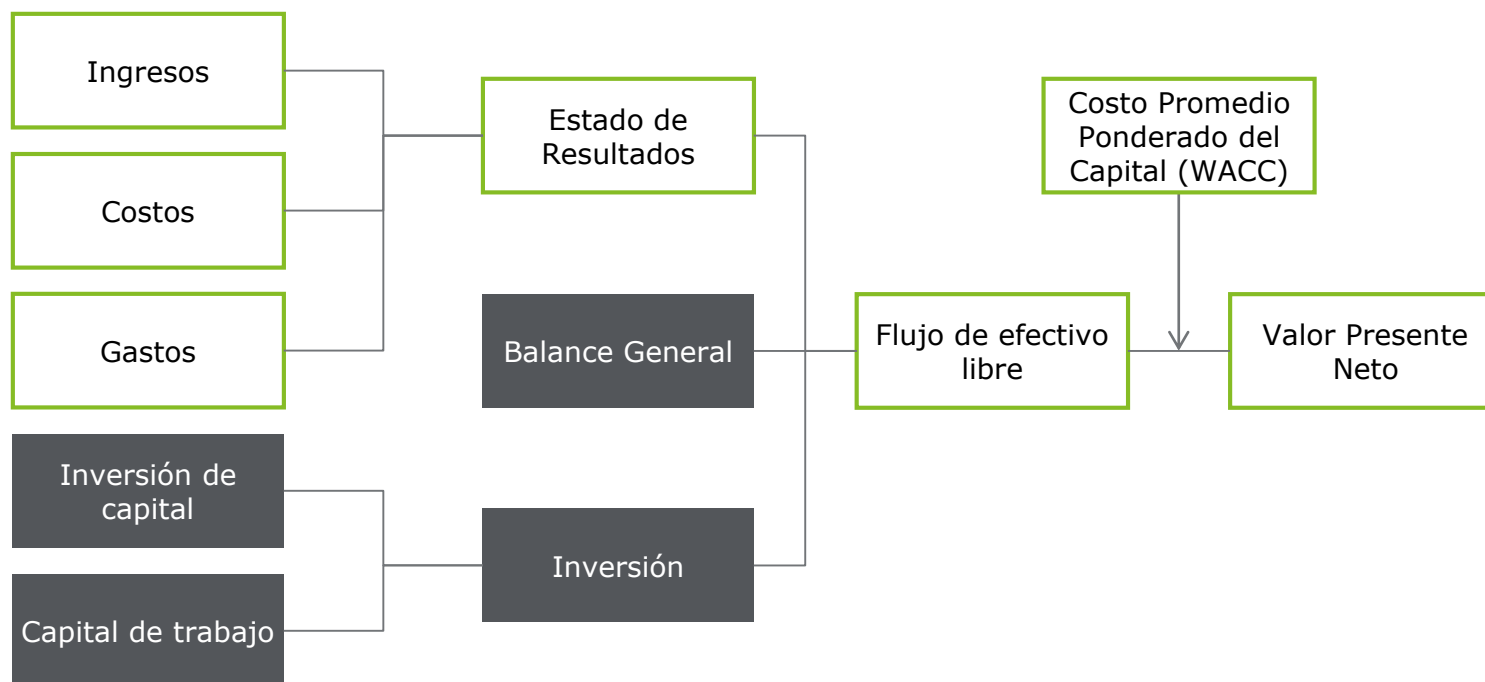 Ingresos
Costos
Gastos
Inversión de
capital
Capital de trabajo
Estado de
Resultados
Balance General
Inversión
Flujo de efectivo
libre
Costo Promedio
Ponderado del
Capital (WACC)
Valor Presente
Neto